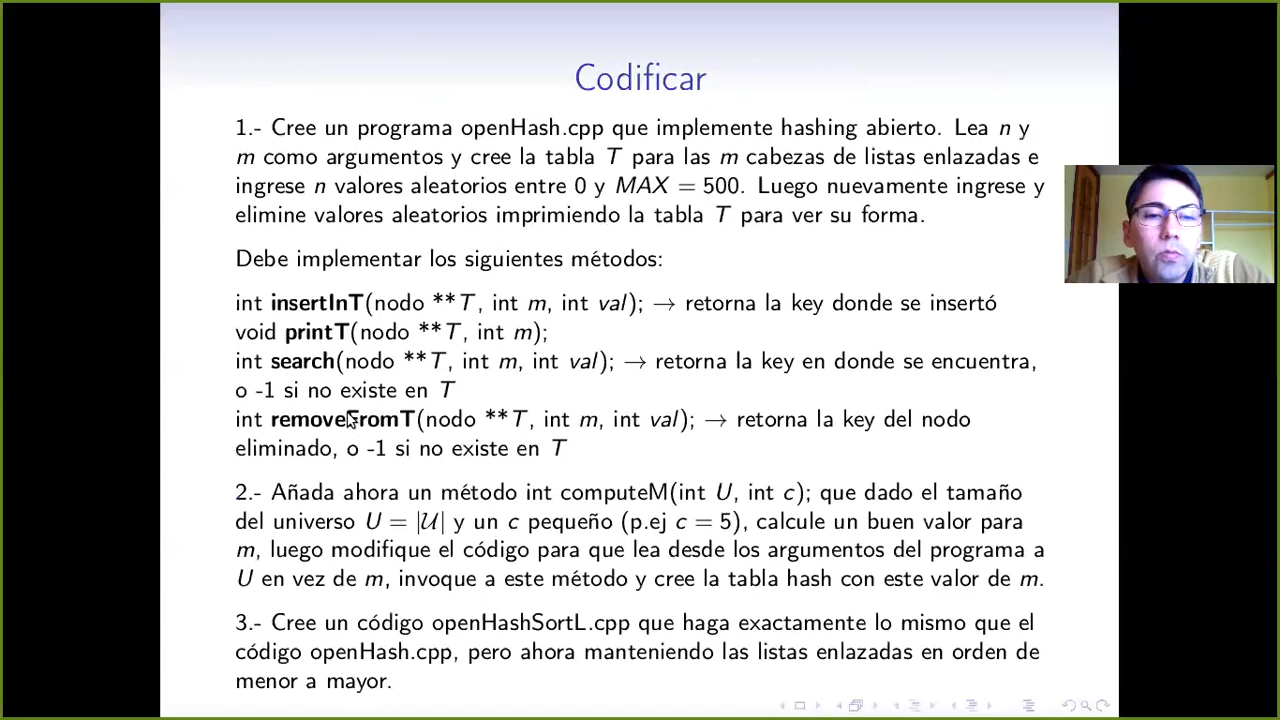 Codificar
1.- Cree un programa openHash.cpp que implemente hashing abierto. Lea n y
m como argumentos y cree la tabla T para las m cabezas de listas enlazadas e
ingrese n valores aleatorios entre 0 y MAX = 500. Luego nuevamente ingrese y
elimine valores aleatorios imprimiendo la tabla T para ver su forma.
Debe implementar los siguientes métodos:
int insertInT(nodo **T, int m, int val); → retorna la key donde se insertó
void printT(nodo **T, int m);
int search(nodo **T, int m, int val); → retorna la key en donde se encuentra,
o -1 si no existe en T
int removeFromT(nodo **T, int m, int val); → retorna la key del nodo
eliminado, o -1 si no existe en T
2.- Añada ahora un método int computeM(int U, int c); que dado el tamaño
del universo U = |𝒰| y un c pequeño (p.ej c = 5), calcule un buen valor para
m, luego modifique el código para que lea desde los argumentos del programa a
U en vez de m, invoque a este método y cree la tabla hash con este valor de m.
3.- Cree un código openHashSortL.cpp que haga exactamente lo mismo que el
código openHash.cpp, pero ahora manteniendo las listas enlazadas en orden de
menor a mayor.